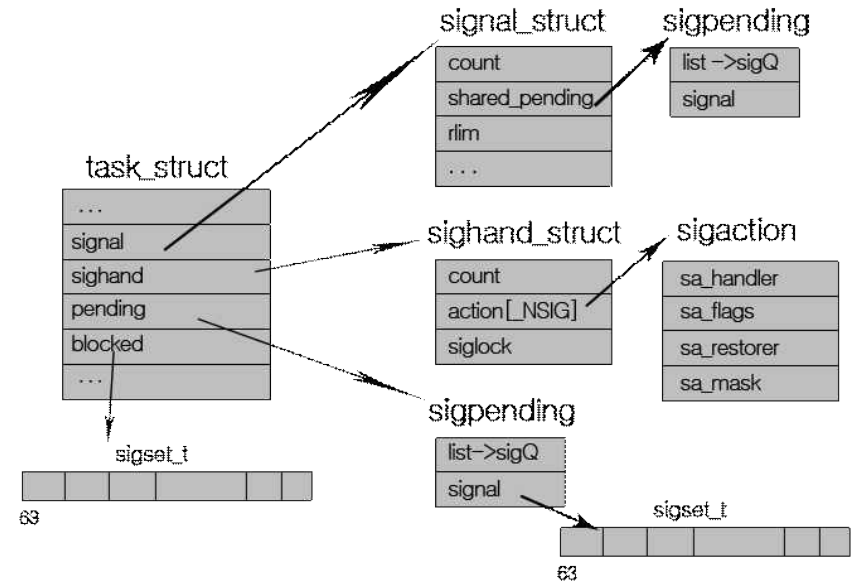 signal_struct
count
shared_pending
rlim
...
sigpending
list ->sigQ
signal
task_struct
...
signal
sighand
pending
blocked
...
sigset_t
63
sighand_struct
count
action[_NSIG]
siglock
sigaction
sa_handler
sa_flags
sa_restorer
sa_mask
sigpending
list->sigQ
signal
sigset_t
63